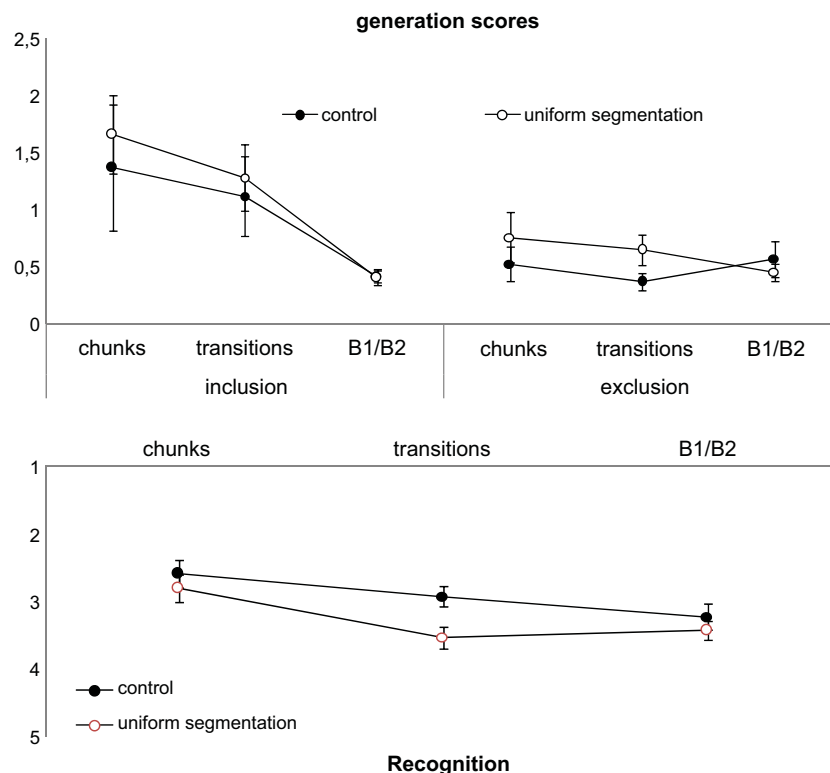 generation scores
2,5
2
control
uniform segmentation
1,5
1
0,5
0
chunks transitions B1/B2 chunks transitions B1/B2
inclusion exclusion
chunks transitions B1/B2
1
2
3
4
control
uniform segmentation
5
Recognition